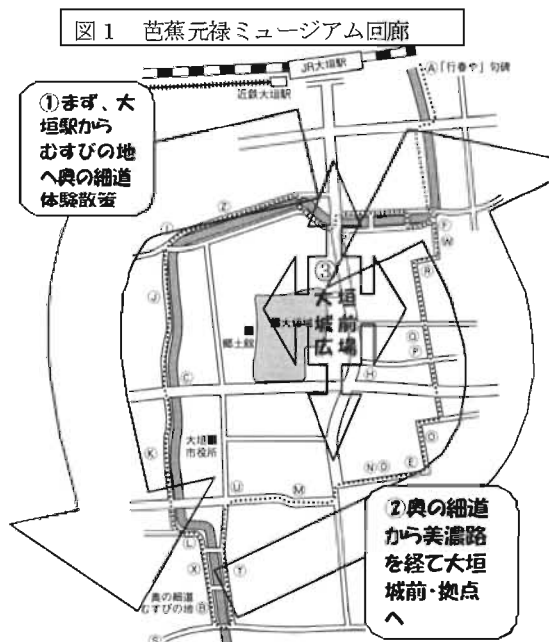 図1 芭蕉元禄ミュージアム回廊
JR大垣駅
近鉄大垣駅
Ⓐ「行春や」句碑
①まず、大
垣駅から
むすびの地
へ奥の細道
体験散策
Ⓩ
Ⓘ
Ⓕ
Ⓦ
Ⓙ
Ⓡ
③
大垣
城前
広場
大垣城
郷土館
Ⓠ
Ⓟ
Ⓗ
Ⓒ
大垣
市役所
Ⓚ
Ⓞ
Ⓝ Ⓓ Ⓔ
Ⓤ
Ⓜ
Ⓛ
Ⓧ
Ⓨ
奥の細道
むすびの地 Ⓑ
Ⓢ
②奥の細道
から美濃路
を経て大垣
城前・拠点
へ